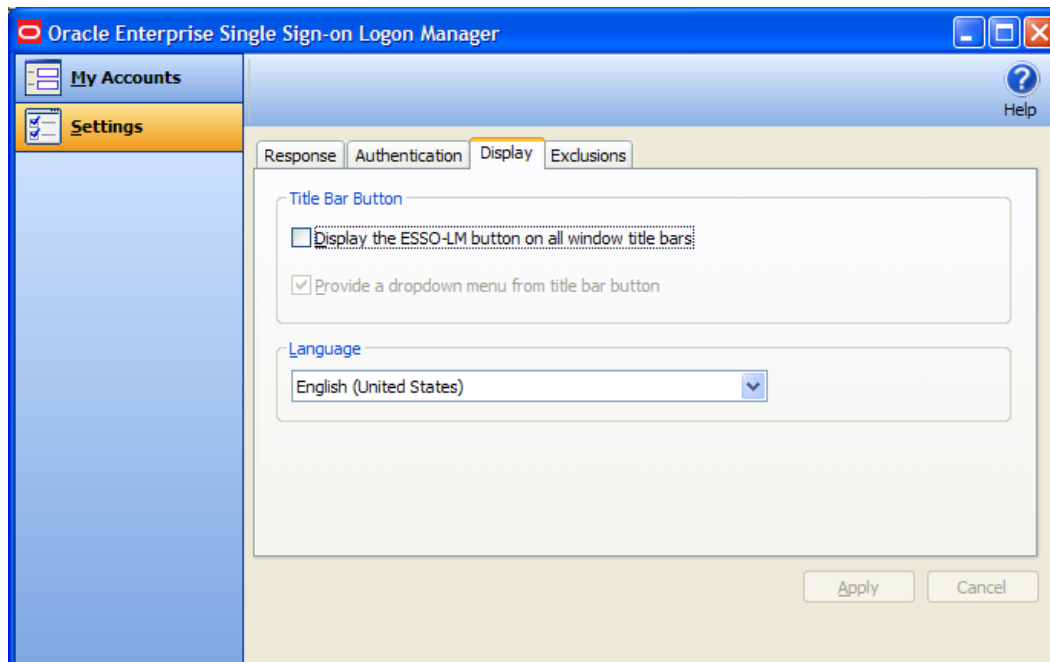 Oracle Enterprise Single Sign-on Logon Manager
My Accounts
Settings
Help
Response Authentication Display Exclusions
Title Bar Button
Display the ESSO-LM button on all window title bars
Provide a dropdown menu from title bar button
Language
English (United States)
Apply Cancel